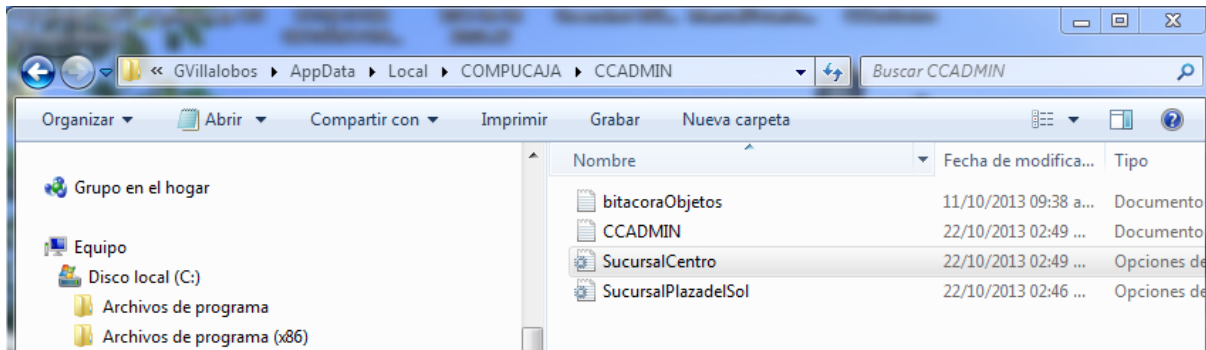 « GVillalobos ▸ AppData ▸ Local ▸ COMPUCAJA ▸ CCADMIN
Buscar CCADMIN
Organizar Abrir Compartir con Imprimir Grabar Nueva carpeta
Nombre Fecha de modifica... Tipo
Grupo en el hogar
bitacoraObjetos 11/10/2013 09:38 a... Documento
CCADMIN 22/10/2013 02:49 ... Documento
Equipo
SucursalCentro 22/10/2013 02:49 ... Opciones de
Disco local (C:)
SucursalPlazadelSol 22/10/2013 02:46 ... Opciones de
Archivos de programa
Archivos de programa (x86)